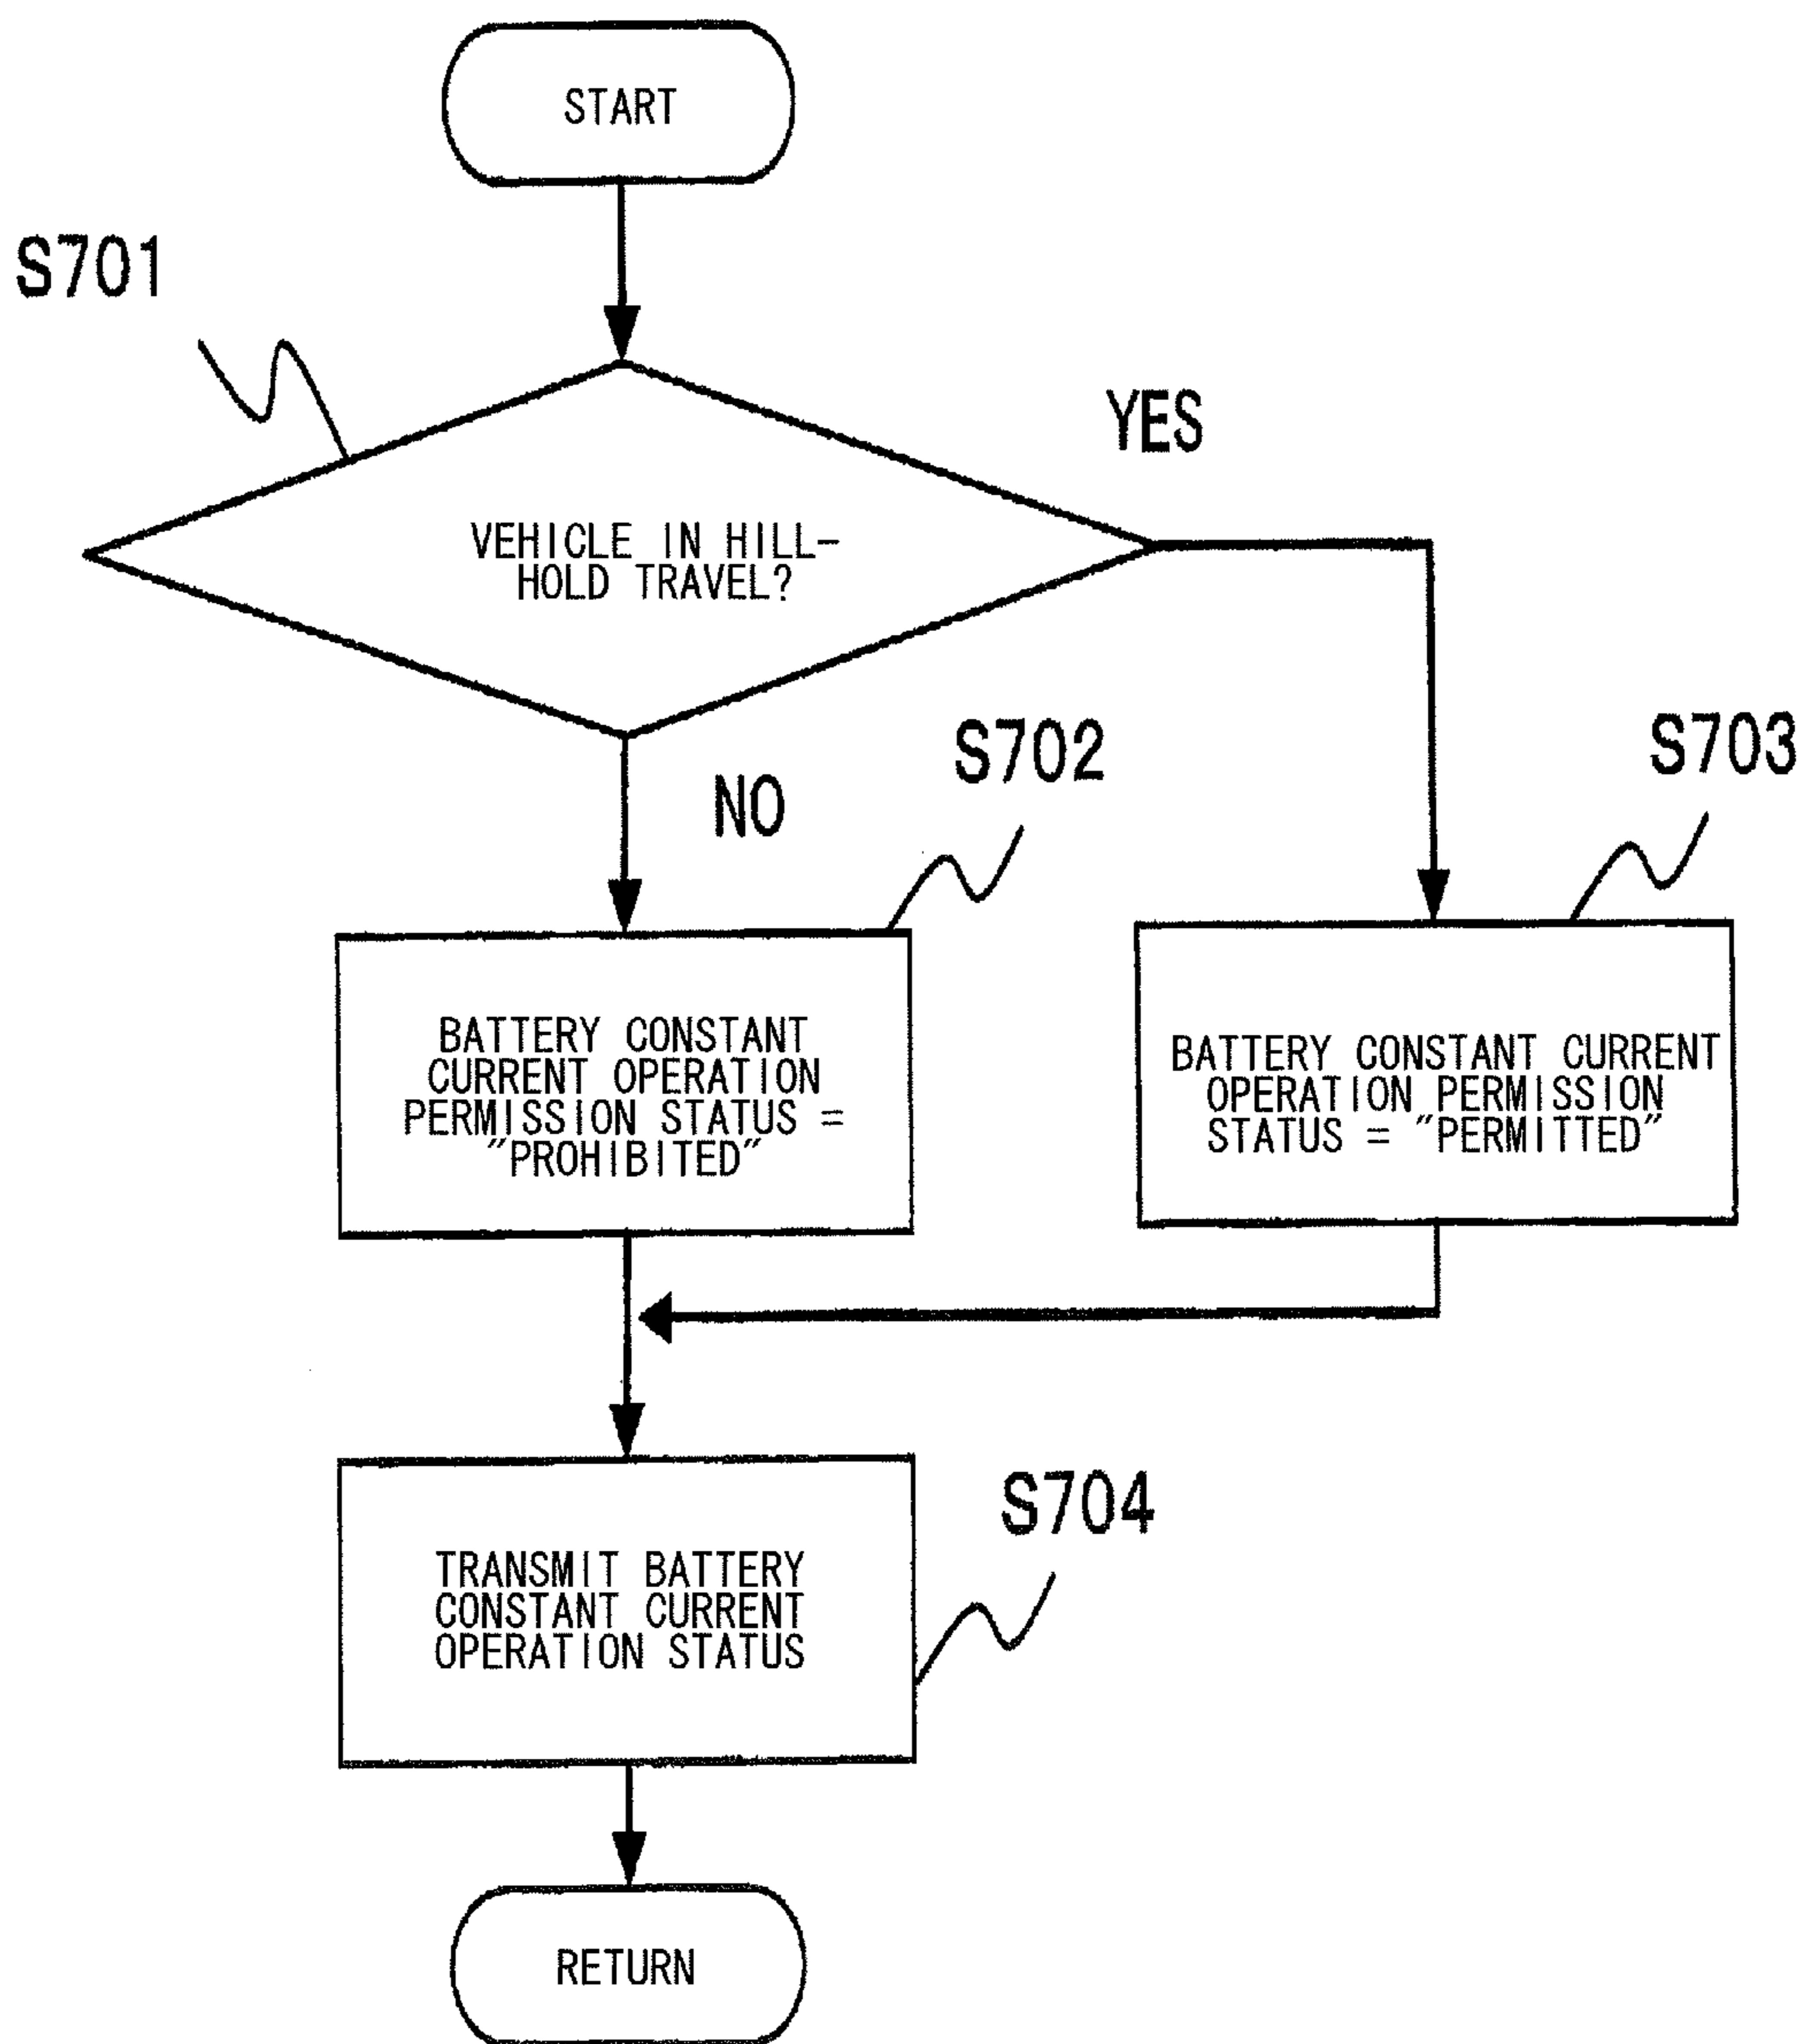 START
S701
YES
VEHICLE IN HILL-
HOLD TRAVEL?
NO
S702
S703
BATTERY CONSTANT
CURRENT OPERATION
PERMISSION STATUS =
"PROHIBITED"
BATTERY CONSTANT CURRENT
OPERATION PERMISSION
STATUS = "PERMITTED"
S704
TRANSMIT BATTERY
CONSTANT CURRENT
OPERATION STATUS
RETURN